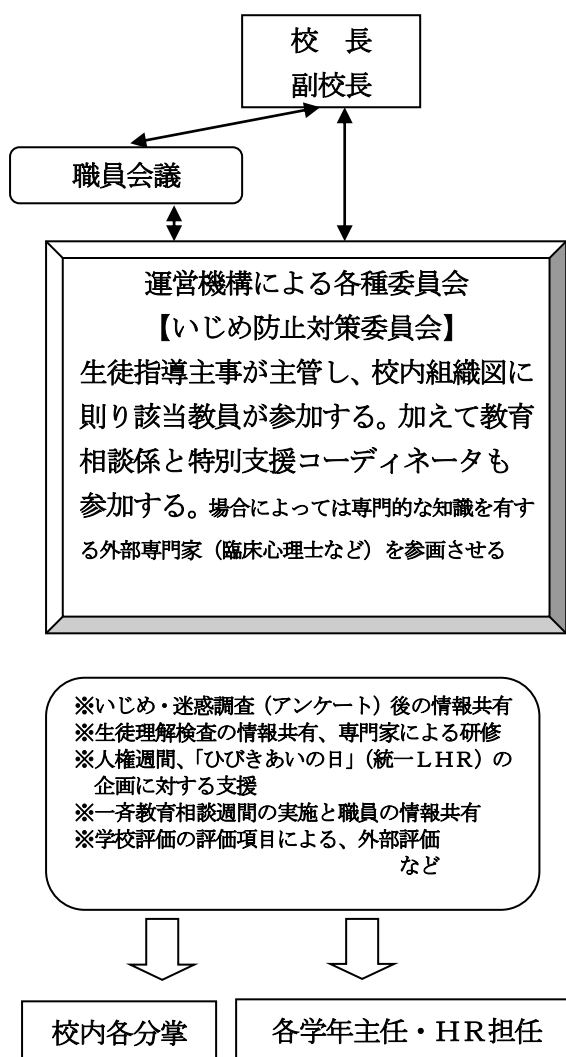 校　長
副校長
職員会議
運営機構による各種委員会
【いじめ防止対策委員会】
生徒指導主事が主管し、校内組織図に
則り該当教員が参加する。加えて教育
相談係と特別支援コーディネータも
参加する。場合によっては専門的な知識を有す
る外部専門家（臨床心理士など）を参画させる
※いじめ・迷惑調査（アンケート）後の情報共有
※生徒理解検査の情報共有、専門家による研修
※人権週間、「ひびきあいの日」（統一ＬＨＲ）の
企画に対する支援
※一斉教育相談週間の実施と職員の情報共有
※学校評価の評価項目による、外部評価
など
校内各分掌
各学年主任・ＨＲ担任